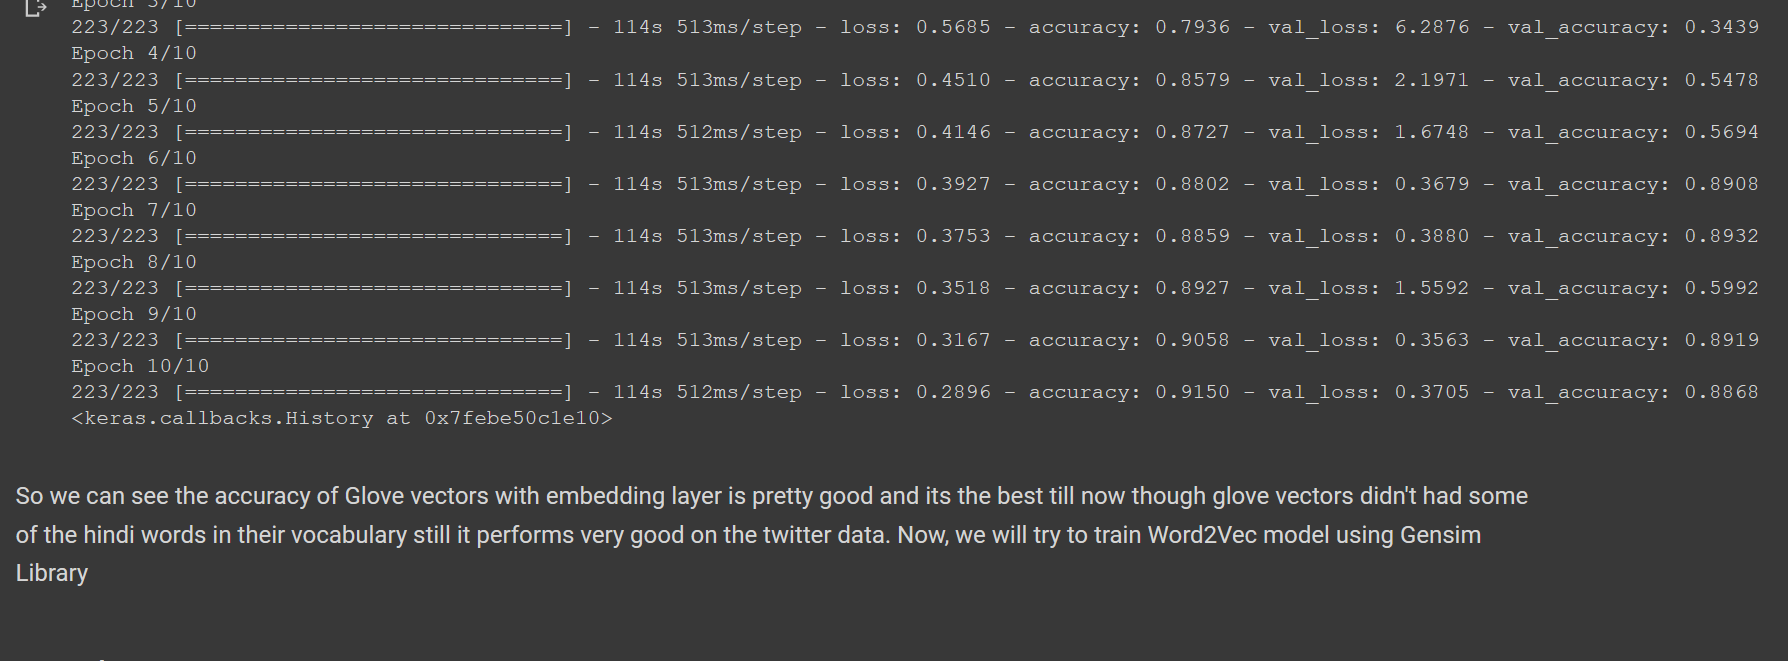 Epoch 3/10
223/223 [==============================] - 114s 513ms/step - loss: 0.5685 - accuracy: 0.7936 - val_loss: 6.2876 - val_accuracy: 0.3439
Epoch 4/10
223/223 [==============================] - 114s 513ms/step - loss: 0.4510 - accuracy: 0.8579 - val_loss: 2.1971 - val_accuracy: 0.5478
Epoch 5/10
223/223 [==============================] - 114s 512ms/step - loss: 0.4146 - accuracy: 0.8727 - val_loss: 1.6748 - val_accuracy: 0.5694
Epoch 6/10
223/223 [==============================] - 114s 513ms/step - loss: 0.3927 - accuracy: 0.8802 - val_loss: 0.3679 - val_accuracy: 0.8908
Epoch 7/10
223/223 [==============================] - 114s 513ms/step - loss: 0.3753 - accuracy: 0.8859 - val_loss: 0.3880 - val_accuracy: 0.8932
Epoch 8/10
223/223 [==============================] - 114s 513ms/step - loss: 0.3518 - accuracy: 0.8927 - val_loss: 1.5592 - val_accuracy: 0.5992
Epoch 9/10
223/223 [==============================] - 114s 513ms/step - loss: 0.3167 - accuracy: 0.9058 - val_loss: 0.3563 - val_accuracy: 0.8919
Epoch 10/10
223/223 [==============================] - 114s 512ms/step - loss: 0.2896 - accuracy: 0.9150 - val_loss: 0.3705 - val_accuracy: 0.8868
<keras.callbacks.History at 0x7febe50c1e10>
So we can see the accuracy of Glove vectors with embedding layer is pretty good and its the best till now though glove vectors didn't had some
of the hindi words in their vocabulary still it performs very good on the twitter data. Now, we will try to train Word2Vec model using Gensim
Library